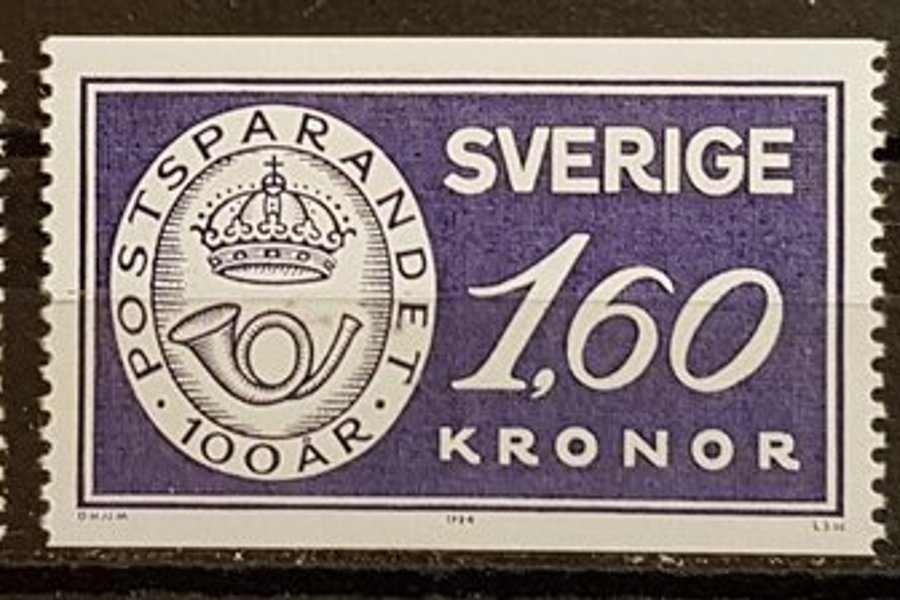 POSTSPARANDET
· 100 ÅR ·
SVERIGE
1,60
KRONOR
1984